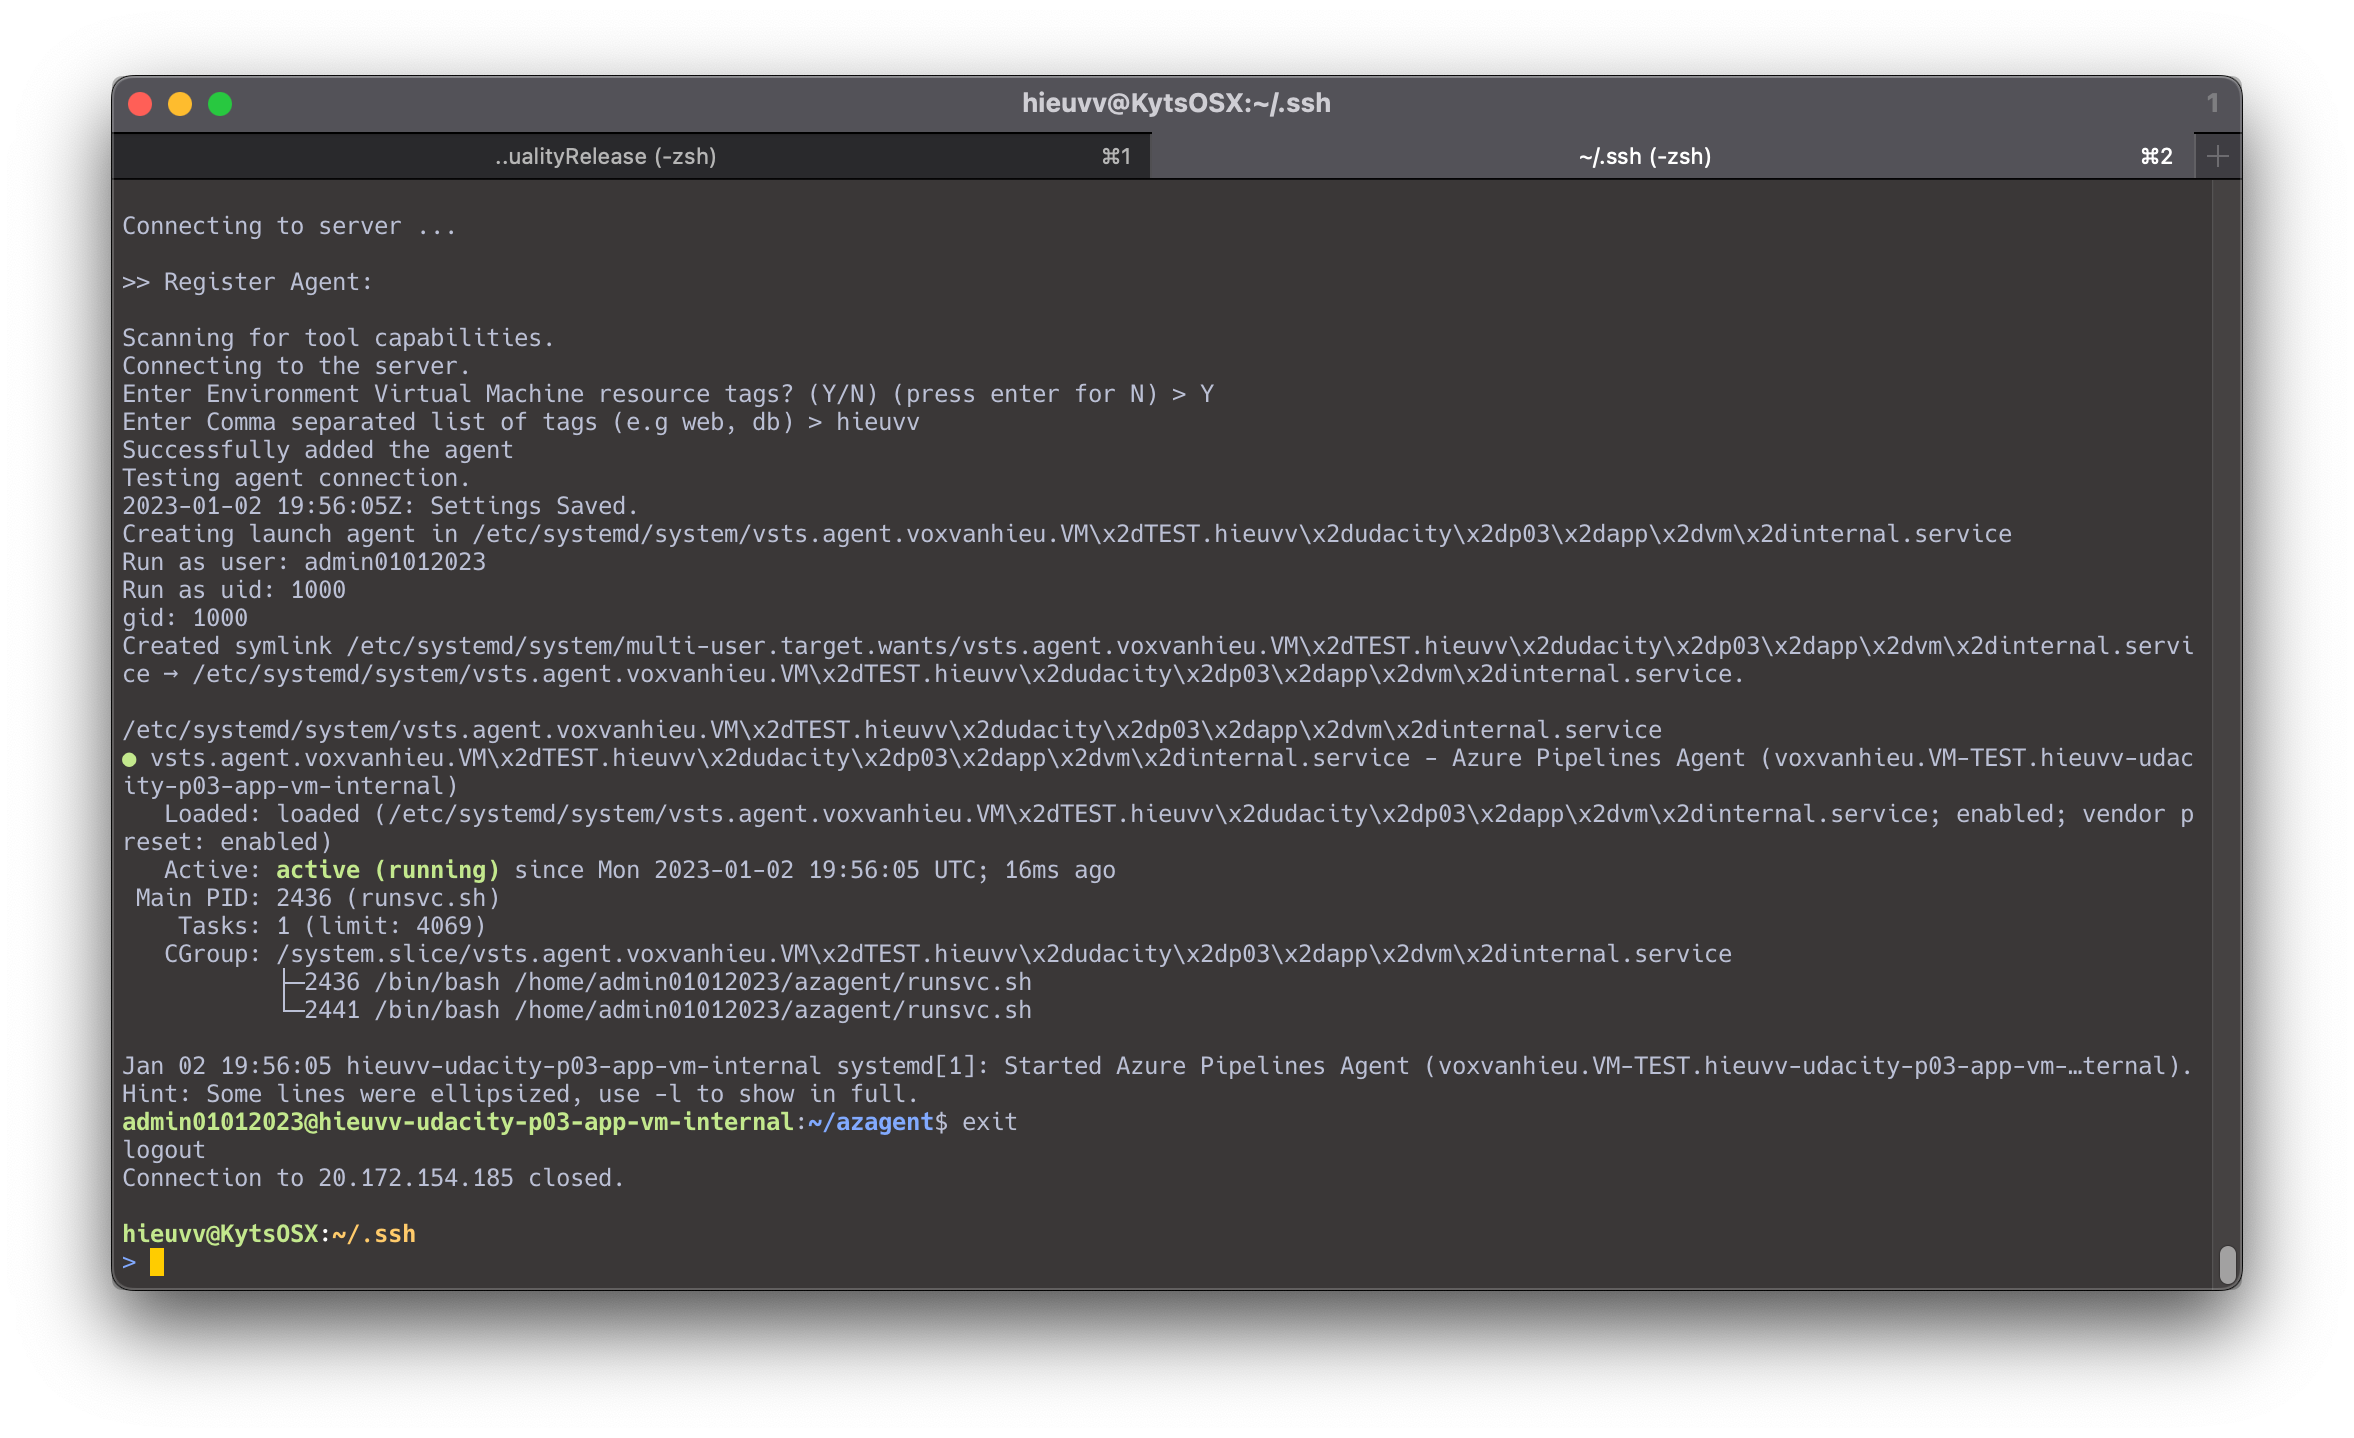 hieuvv@KytsOSX:~/.ssh
1
..ualityRelease (-zsh) ⌘1
~/.ssh (-zsh) ⌘2
Connecting to server ...
>> Register Agent:
Scanning for tool capabilities.
Connecting to the server.
Enter Environment Virtual Machine resource tags? (Y/N) (press enter for N) > Y
Enter Comma separated list of tags (e.g web, db) > hieuvv
Successfully added the agent
Testing agent connection.
2023-01-02 19:56:05Z: Settings Saved.
Creating launch agent in /etc/systemd/system/vsts.agent.voxvanhieu.VM\x2dTEST.hieuvv\x2dudacity\x2dp03\x2dapp\x2dvm\x2dinternal.service
Run as user: admin01012023
Run as uid: 1000
gid: 1000
Created symlink /etc/systemd/system/multi-user.target.wants/vsts.agent.voxvanhieu.VM\x2dTEST.hieuvv\x2dudacity\x2dp03\x2dapp\x2dvm\x2dinternal.servi
ce → /etc/systemd/system/vsts.agent.voxvanhieu.VM\x2dTEST.hieuvv\x2dudacity\x2dp03\x2dapp\x2dvm\x2dinternal.service.
/etc/systemd/system/vsts.agent.voxvanhieu.VM\x2dTEST.hieuvv\x2dudacity\x2dp03\x2dapp\x2dvm\x2dinternal.service
● vsts.agent.voxvanhieu.VM\x2dTEST.hieuvv\x2dudacity\x2dp03\x2dapp\x2dvm\x2dinternal.service - Azure Pipelines Agent (voxvanhieu.VM-TEST.hieuvv-udac
ity-p03-app-vm-internal)
Loaded: loaded (/etc/systemd/system/vsts.agent.voxvanhieu.VM\x2dTEST.hieuvv\x2dudacity\x2dp03\x2dapp\x2dvm\x2dinternal.service; enabled; vendor p
reset: enabled)
Active: active (running) since Mon 2023-01-02 19:56:05 UTC; 16ms ago
Main PID: 2436 (runsvc.sh)
Tasks: 1 (limit: 4069)
CGroup: /system.slice/vsts.agent.voxvanhieu.VM\x2dTEST.hieuvv\x2dudacity\x2dp03\x2dapp\x2dvm\x2dinternal.service
├─2436 /bin/bash /home/admin01012023/azagent/runsvc.sh
└─2441 /bin/bash /home/admin01012023/azagent/runsvc.sh
Jan 02 19:56:05 hieuvv-udacity-p03-app-vm-internal systemd[1]: Started Azure Pipelines Agent (voxvanhieu.VM-TEST.hieuvv-udacity-p03-app-vm-…ternal).
Hint: Some lines were ellipsized, use -l to show in full.
admin01012023@hieuvv-udacity-p03-app-vm-internal:~/azagent$ exit
logout
Connection to 20.172.154.185 closed.
hieuvv@KytsOSX:~/.ssh
>